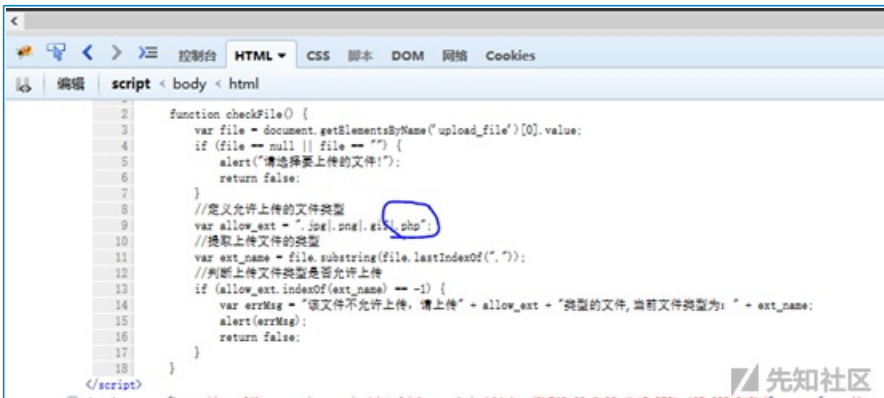 控制台 HTML CSS 脚本 DOM 网络 Cookies
编辑 script < body < html
2 function checkFile() {
3 var file = document.getElementsByName('upload_file')[0].value;
4 if (file == null || file == "") {
5 alert("请选择要上传的文件!");
6 return false;
7 }
8 //定义允许上传的文件类型
9 var allow_ext = ".jpg|.png|.gif|.php";
10 //提取上传文件的类型
11 var ext_name = file.substring(file.lastIndexOf("."));
12 //判断上传文件类型是否允许上传
13 if (allow_ext.indexOf(ext_name) == -1) {
14 var errMsg = "该文件不允许上传，请上传" + allow_ext + "类型的文件,当前文件类型为：" + ext_name;
15 alert(errMsg);
16 return false;
17 }
18 }
</script>
先知社区